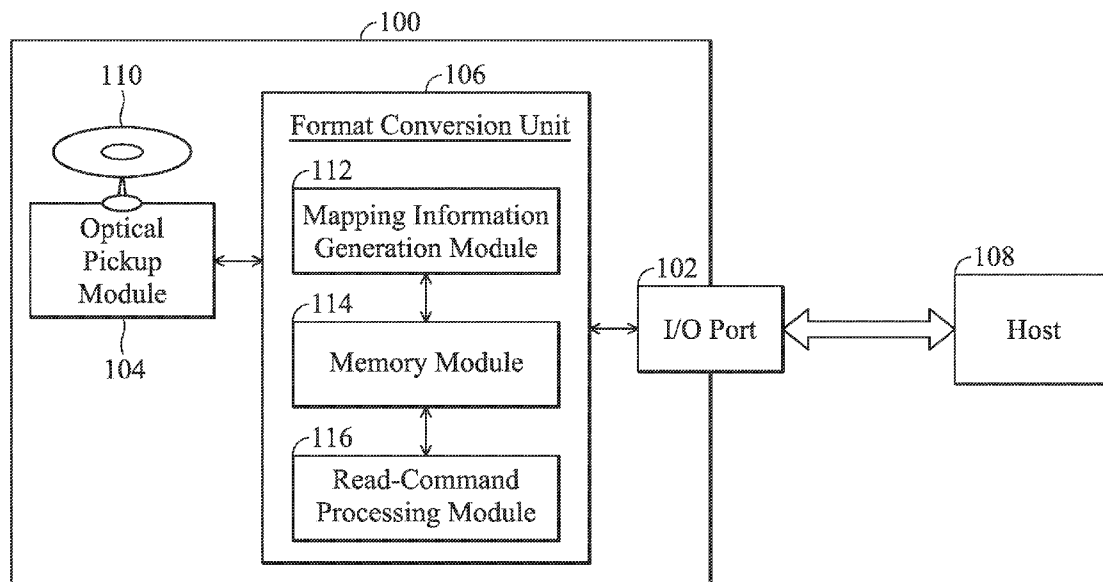 100
110
106
Format Conversion Unit
112
Mapping Information
Generation Module
Optical
Pickup
Module
104
114
Memory Module
116
Read-Command
Processing Module
102
I/O Port
108
Host